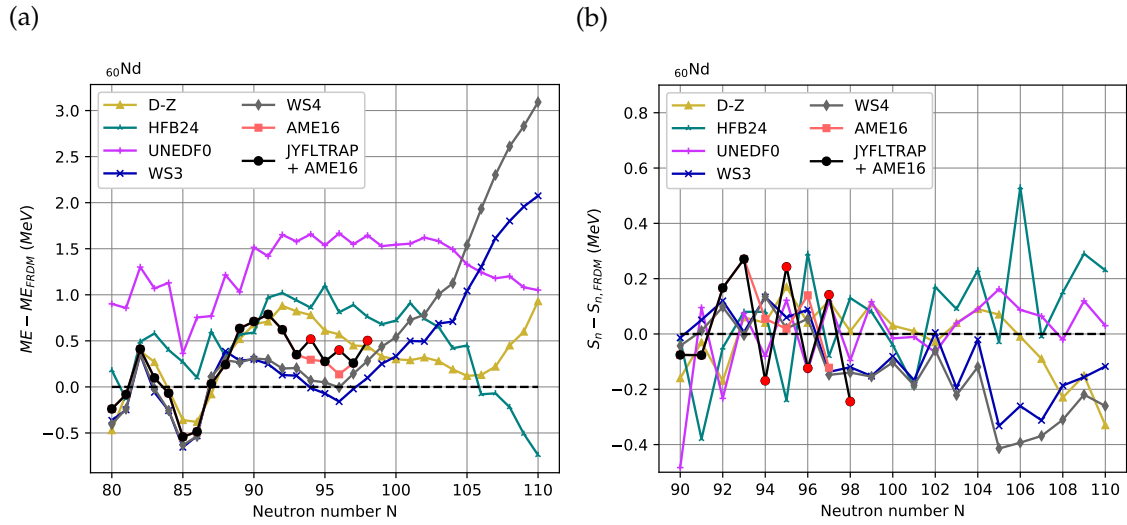 (a)
(b)
₆₀Nd
D-Z
HFB24
UNEDF0
WS3
WS4
AME16
JYFLTRAP
+ AME16
ME − ME_FRDM (MeV)
3.0
2.5
2.0
1.5
1.0
0.5
0.0
−0.5
80 85 90 95 100 105 110
Neutron number N
₆₀Nd
D-Z
HFB24
UNEDF0
WS3
WS4
AME16
JYFLTRAP
+ AME16
S_n − S_n, FRDM (MeV)
0.8
0.6
0.4
0.2
0.0
−0.2
−0.4
90 92 94 96 98 100 102 104 106 108 110
Neutron number N